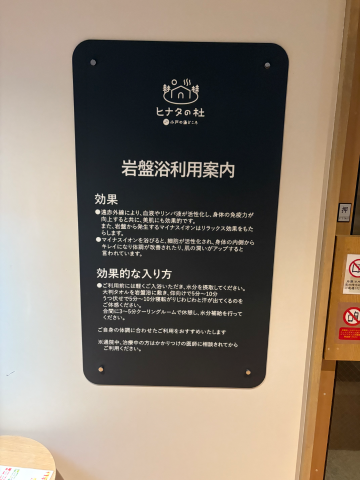 ヒナタの杜
小戸の湯どころ
岩盤浴利用案内
効果
●遠赤外線により、血液やリンパ液が活性化し、身体の免疫力が
向上すると共に、美肌にも効果的です。
また、岩盤から発生するマイナスイオンはリラックス効果をもた
らします。
●マイナスイオンを浴びると、細胞が活性化され、身体の内側から
キレイになり体調が改善されたり、肌の潤いがアップすると
言われています。
効果的な入り方
●ご利用前には軽くご入浴いただき、水分を摂取してください。
大判タオルを岩盤浴に敷き、仰向けで5分〜10分
うつ伏せで5分〜10分寝転がりじわじわと汗が出てくるのを
ご体感ください。
合間に3〜5分クーリングルームで休憩し、水分補給を行って
ください。
ご自身の体調に合わせたご利用をおすすめいたします
※通院中、治療中の方はかかりつけの医師に相談されてから
ご利用ください。